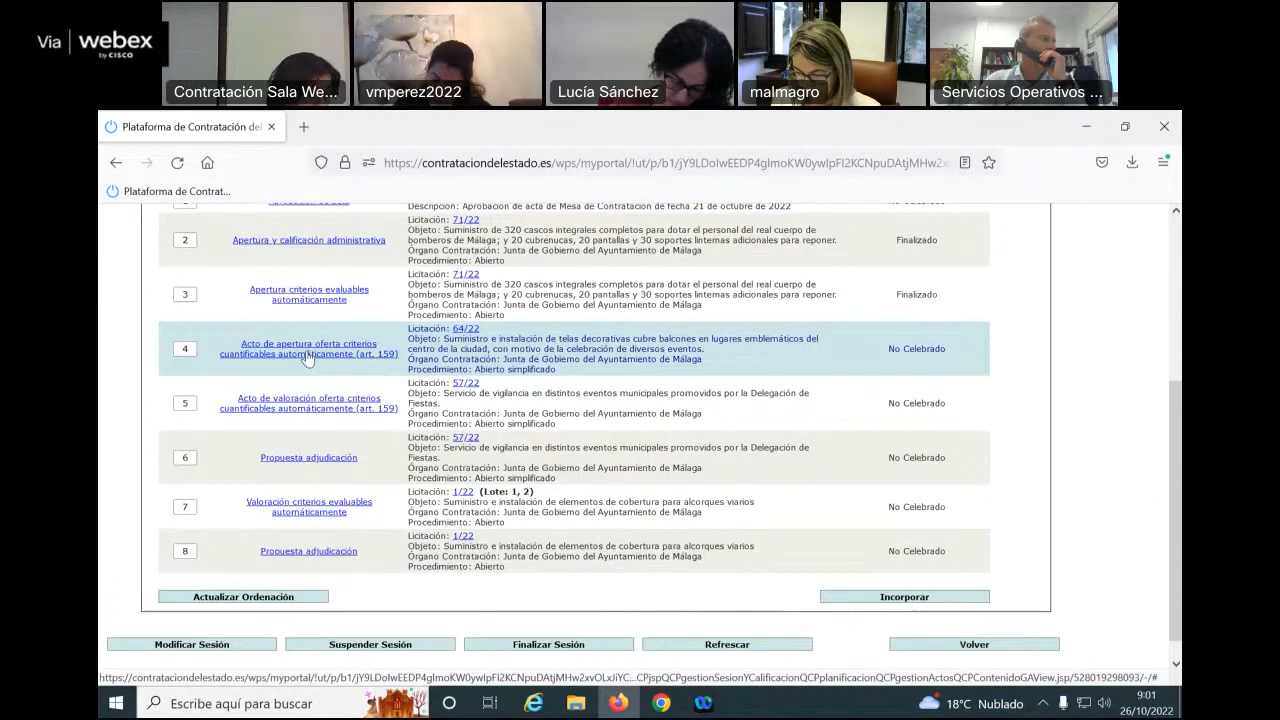 Via webex
by CISCO
Contratación Sala We...
vmperez2022
Lucía Sánchez
malmagro
Servicios Operativos ...
Plataforma de Contratación del
https://contrataciondelestado.es/wps/myportal/!ut/p/b1/
Plataforma de Contrat...
Descripción: Aprobación de acta de Mesa de Contratación de fecha 21 de octubre de 2022
No Celebrado
2
Apertura y calificación administrativa
Licitación: 71/22
Objeto: Suministro de 320 cascos integrales completos para dotar el personal del real cuerpo de
bomberos de Málaga; y 20 cubrenucas, 20 pantallas y 30 soportes linternas adicionales para reponer.
Órgano Contratación: Junta de Gobierno del Ayuntamiento de Málaga
Procedimiento: Abierto
Finalizado
3
Apertura criterios evaluables
automáticamente
Licitación: 71/22
Objeto: Suministro de 320 cascos integrales completos para dotar el personal del real cuerpo de
bomberos de Málaga; y 20 cubrenucas, 20 pantallas y 30 soportes linternas adicionales para reponer.
Órgano Contratación: Junta de Gobierno del Ayuntamiento de Málaga
Procedimiento: Abierto
Finalizado
4
Acto de apertura oferta criterios
cuantificables automáticamente (art. 159)
Licitación: 64/22
Objeto: Suministro e instalación de telas decorativas cubre balcones en lugares emblemáticos del
centro de la ciudad, con motivo de la celebración de diversos eventos.
Órgano Contratación: Junta de Gobierno del Ayuntamiento de Málaga
Procedimiento: Abierto simplificado
No Celebrado
5
Acto de valoración oferta criterios
cuantificables automáticamente (art. 159)
Licitación: 57/22
Objeto: Servicio de vigilancia en distintos eventos municipales promovidos por la Delegación de
Fiestas.
Órgano Contratación: Junta de Gobierno del Ayuntamiento de Málaga
Procedimiento: Abierto simplificado
No Celebrado
6
Propuesta adjudicación
Licitación: 57/22
Objeto: Servicio de vigilancia en distintos eventos municipales promovidos por la Delegación de
Fiestas.
Órgano Contratación: Junta de Gobierno del Ayuntamiento de Málaga
Procedimiento: Abierto simplificado
No Celebrado
7
Valoración criterios evaluables
automáticamente
Licitación: 1/22 (Lote: 1, 2)
Objeto: Suministro e instalación de elementos de cobertura para alcorques viarios
Órgano Contratación: Junta de Gobierno del Ayuntamiento de Málaga
Procedimiento: Abierto
No Celebrado
8
Propuesta adjudicación
Licitación: 1/22
Objeto: Suministro e instalación de elementos de cobertura para alcorques viarios
Órgano Contratación: Junta de Gobierno del Ayuntamiento de Málaga
Procedimiento: Abierto
No Celebrado
Actualizar Ordenación
Incorporar
Modificar Sesión
Suspender Sesión
Finalizar Sesión
Refrescar
Volver
Escribe aquí para buscar
18°C Nublado
9:01
26/10/2022